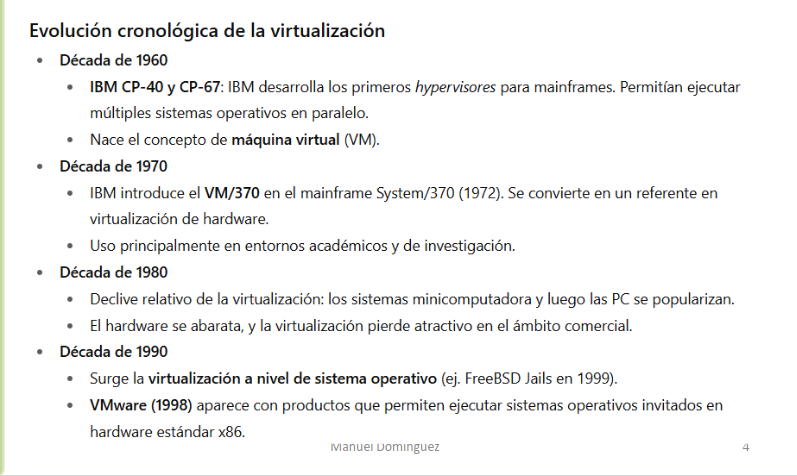 Evolución cronológica de la virtualización
• Década de 1960
• IBM CP-40 y CP-67: IBM desarrolla los primeros hypervisores para mainframes. Permitían ejecutar
múltiples sistemas operativos en paralelo.
• Nace el concepto de máquina virtual (VM).
• Década de 1970
• IBM introduce el VM/370 en el mainframe System/370 (1972). Se convierte en un referente en
virtualización de hardware.
• Uso principalmente en entornos académicos y de investigación.
• Década de 1980
• Declive relativo de la virtualización: los sistemas minicomputadora y luego las PC se popularizan.
• El hardware se abarata, y la virtualización pierde atractivo en el ámbito comercial.
• Década de 1990
• Surge la virtualización a nivel de sistema operativo (ej. FreeBSD Jails en 1999).
• VMware (1998) aparece con productos que permiten ejecutar sistemas operativos invitados en
hardware estándar x86.
Manuel Domínguez
4